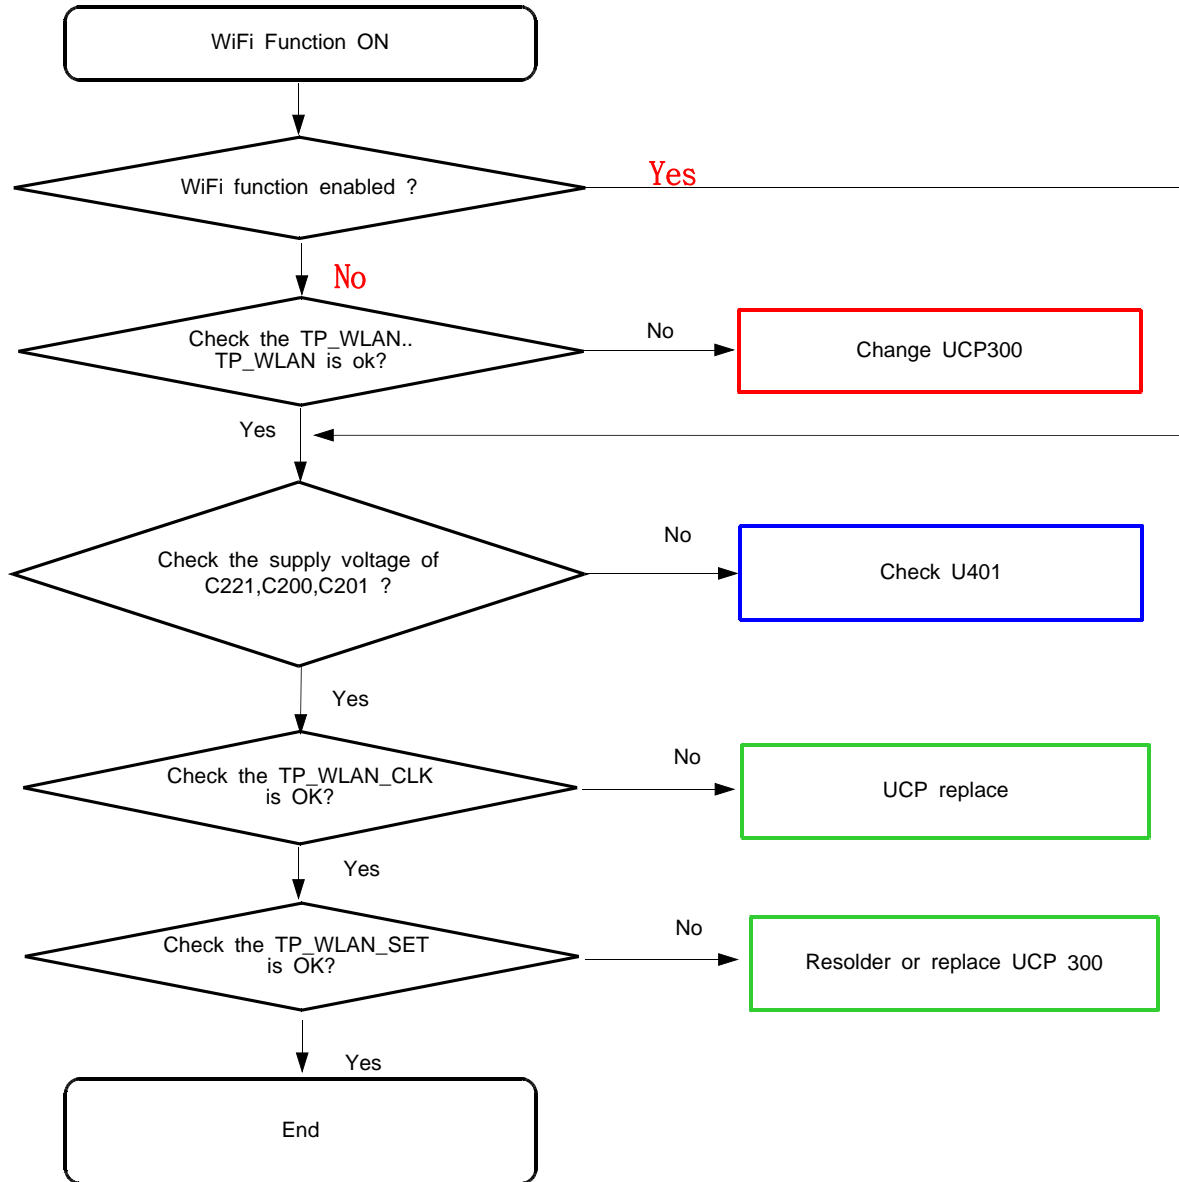 WiFi Function ON
WiFi function enabled ?
Yes
No
Check the TP_WLAN..
TP_WLAN is ok?
No
Change UCP300
Yes
Check the supply voltage of
C221,C200,C201 ?
No
Check U401
Yes
Check the TP_WLAN_CLK
is OK?
No
UCP replace
Yes
Check the TP_WLAN_SET
is OK?
No
Resolder or replace UCP 300
Yes
End